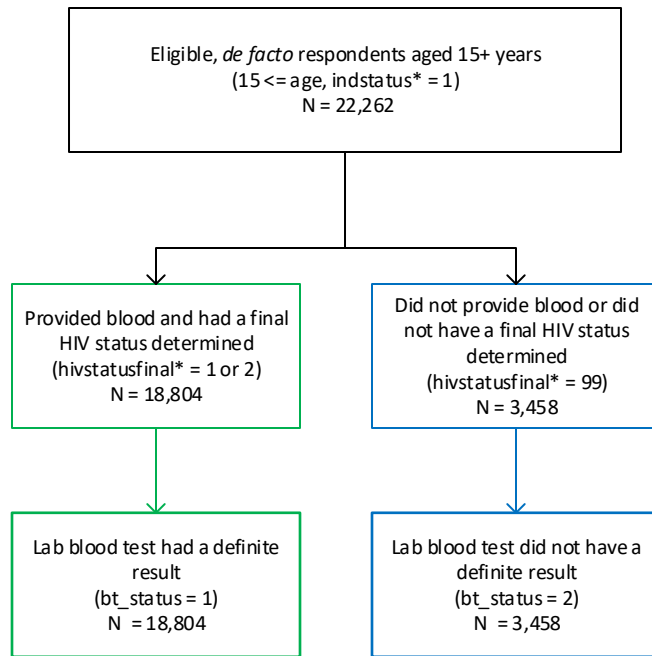 Eligible, de facto respondents aged 15+ years
(15 <= age, indstatus* = 1)
N = 22,262
Provided blood and had a final
HIV status determined
(hivstatusfinal* = 1 or 2)
N = 18,804
Did not provide blood or did
not have a final HIV status
determined
(hivstatusfinal* = 99)
N = 3,458
Lab blood test had a definite
result
(bt_status = 1)
N = 18,804
Lab blood test did not have a
definite result
(bt_status = 2)
N = 3,458